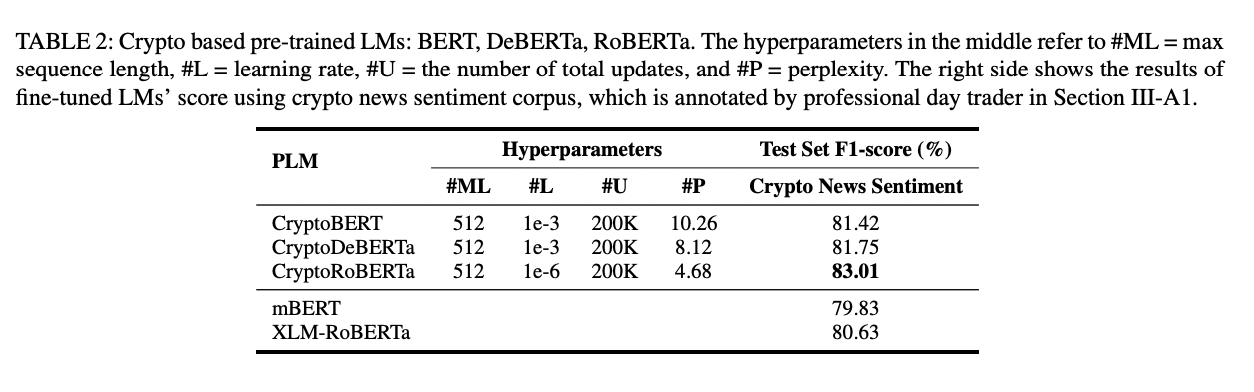 TABLE 2: Crypto based pre-trained LMs: BERT, DeBERTa, RoBERTa. The hyperparameters in the middle refer to #ML = max
sequence length, #L = learning rate, #U = the number of total updates, and #P = perplexity. The right side shows the results of
fine-tuned LMs' score using crypto news sentiment corpus, which is annotated by professional day trader in Section III-A1.
PLM Hyperparameters Test Set F1-score (%)
#ML #L #U #P Crypto News Sentiment
CryptoBERT 512 1e-3 200K 10.26 81.42
CryptoDeBERTa 512 1e-3 200K 8.12 81.75
CryptoRoBERTa 512 1e-6 200K 4.68 83.01
mBERT 79.83
XLM-RoBERTa 80.63